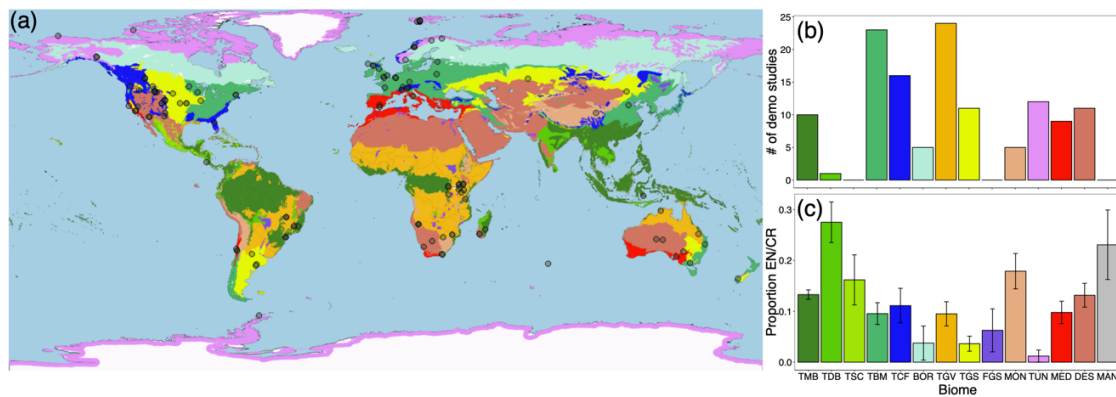 (a)
(b)
# of demo studies
25
20
15
10
5
0
(c)
Proportion EN/CR
0.3
0.2
0.1
0.0
TMB TDB TSC TBM TCF BOR TGV TGS FGS MON TUN MED DES MAN
Biome